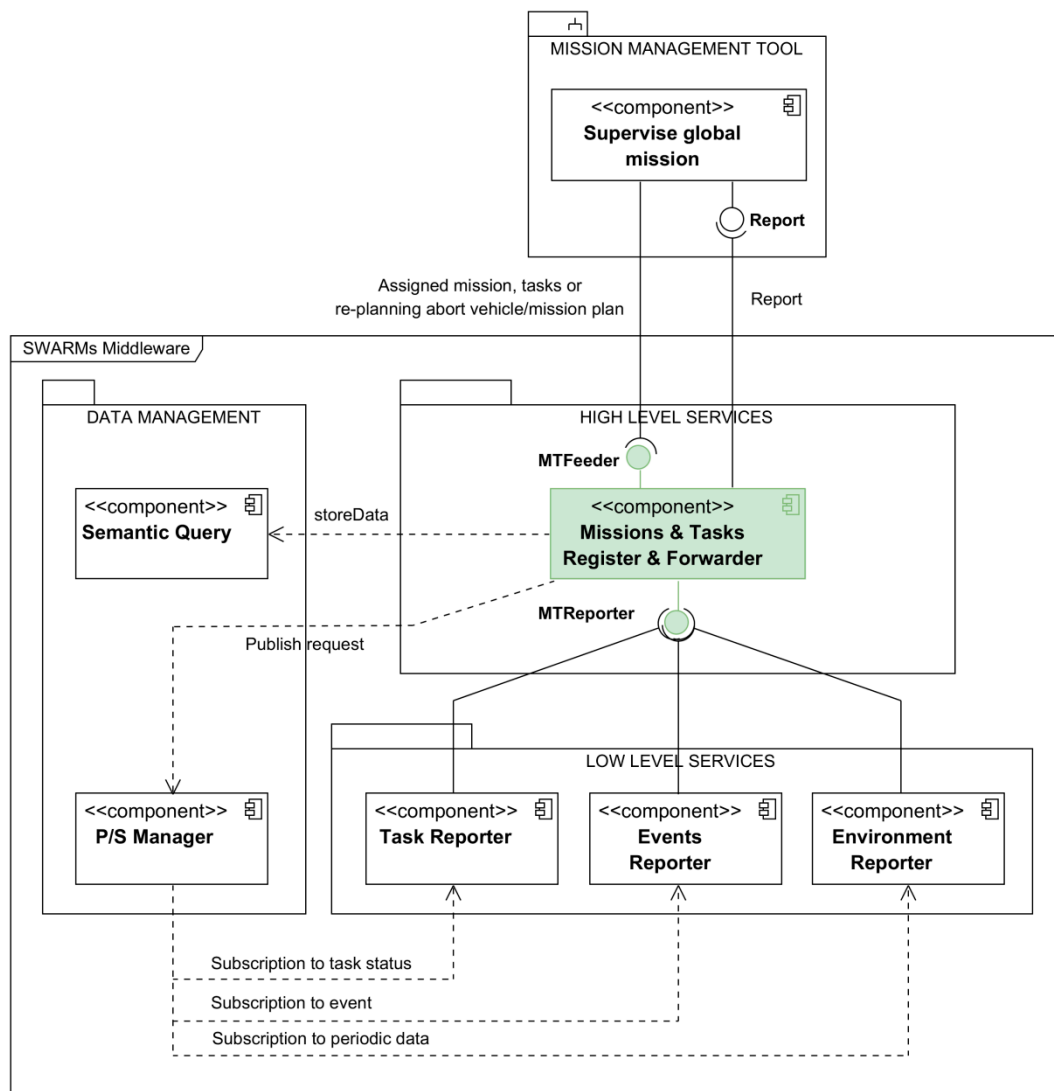 MISSION MANAGEMENT TOOL
<<component>>
Supervise global
mission
Report
Assigned mission, tasks or
re-planning abort vehicle/mission plan
Report
SWARMs Middleware
DATA MANAGEMENT
HIGH LEVEL SERVICES
MTFeeder
<<component>>
Semantic Query
storeData
<<component>>
Missions & Tasks
Register & Forwarder
MTReporter
Publish request
LOW LEVEL SERVICES
<<component>>
P/S Manager
<<component>>
Task Reporter
<<component>>
Events
Reporter
<<component>>
Environment
Reporter
Subscription to task status
Subscription to event
Subscription to periodic data